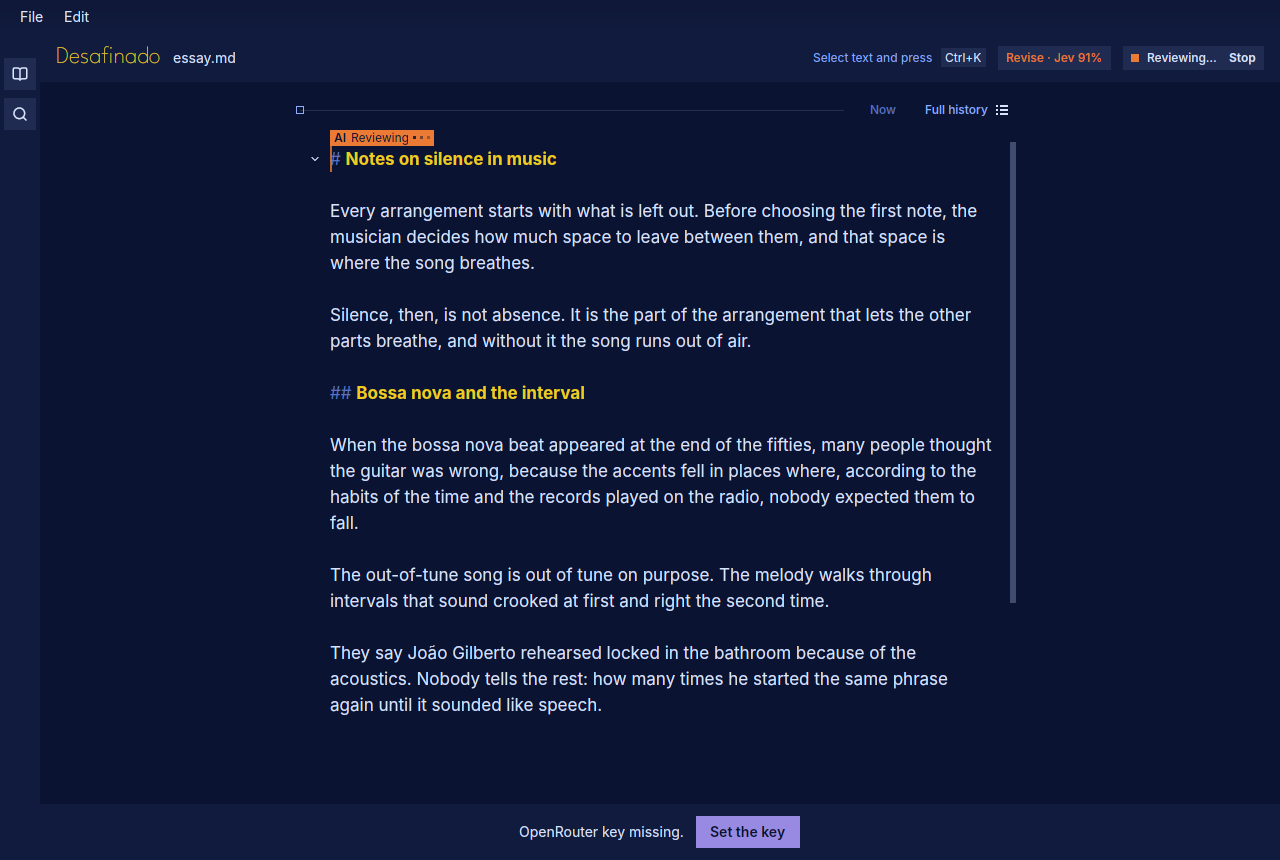 File Edit
Desafinado essay.md Select text and press Ctrl+K Revise · Jev 91% Reviewing... Stop
Now Full history
AI Reviewing
# Notes on silence in music
Every arrangement starts with what is left out. Before choosing the first note, the
musician decides how much space to leave between them, and that space is
where the song breathes.
Silence, then, is not absence. It is the part of the arrangement that lets the other
parts breathe, and without it the song runs out of air.
## Bossa nova and the interval
When the bossa nova beat appeared at the end of the fifties, many people thought
the guitar was wrong, because the accents fell in places where, according to the
habits of the time and the records played on the radio, nobody expected them to
fall.
The out-of-tune song is out of tune on purpose. The melody walks through
intervals that sound crooked at first and right the second time.
They say João Gilberto rehearsed locked in the bathroom because of the
acoustics. Nobody tells the rest: how many times he started the same phrase
again until it sounded like speech.
OpenRouter key missing. Set the key